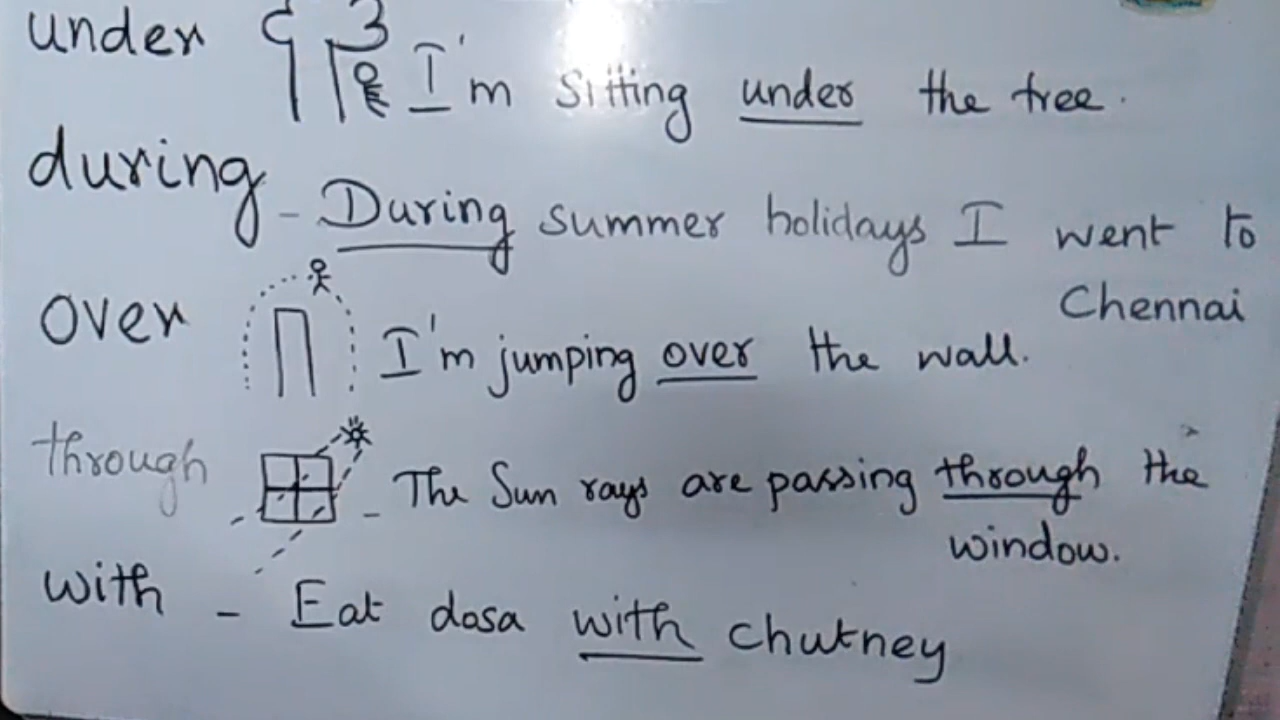 under I'm sitting under the tree.
during - During summer holidays I went to
Chennai
over I'm jumping over the wall.
through - The Sun rays are passing through the
window.
with - Eat dosa with chutney